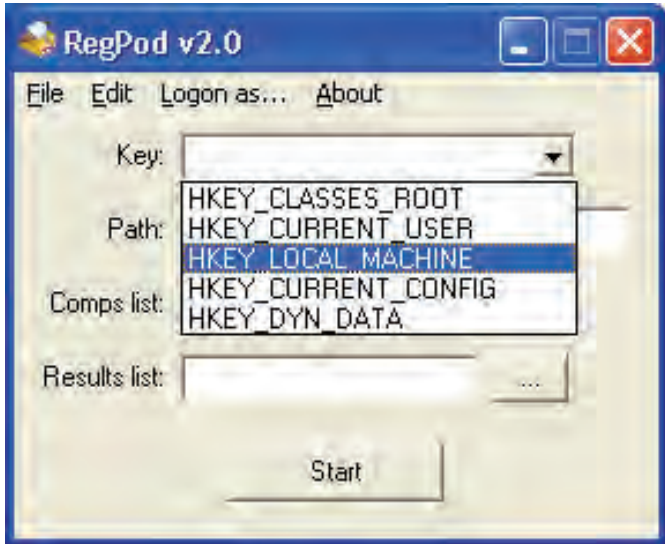 RegPod v2.0
File Edit Logon as... About
Key:
HKEY_CLASSES_ROOT
Path:
HKEY_CURRENT_USER
HKEY_LOCAL_MACHINE
Comps list:
HKEY_CURRENT_CONFIG
HKEY_DYN_DATA
Results list:
...
Start